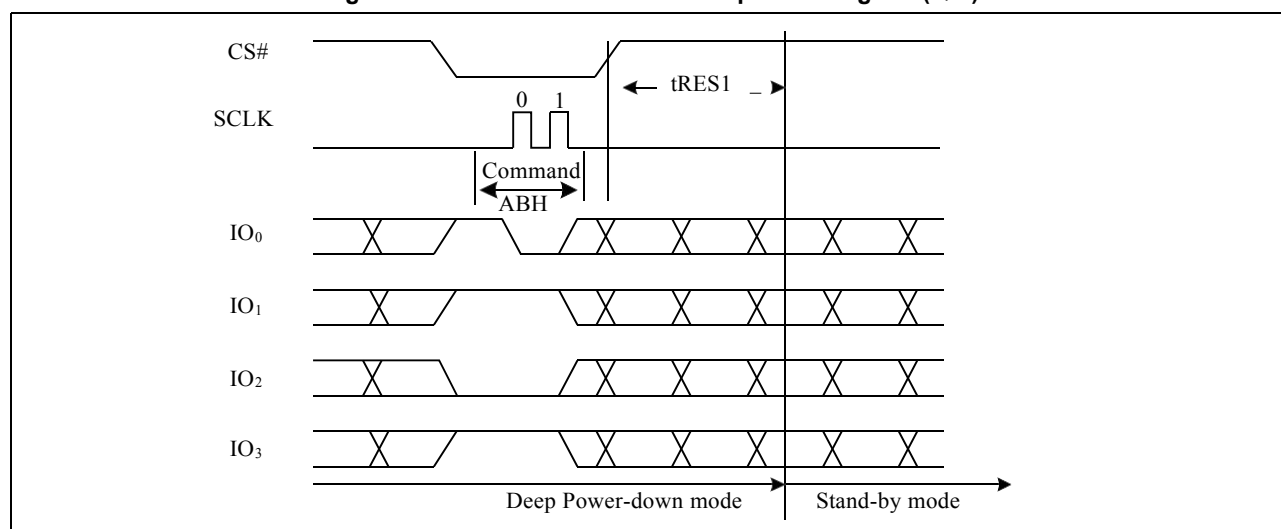 CS#
tRES1 _
0 1
SCLK
Command
ABH
IO₀
IO₁
IO₂
IO₃
Deep Power-down mode Stand-by mode